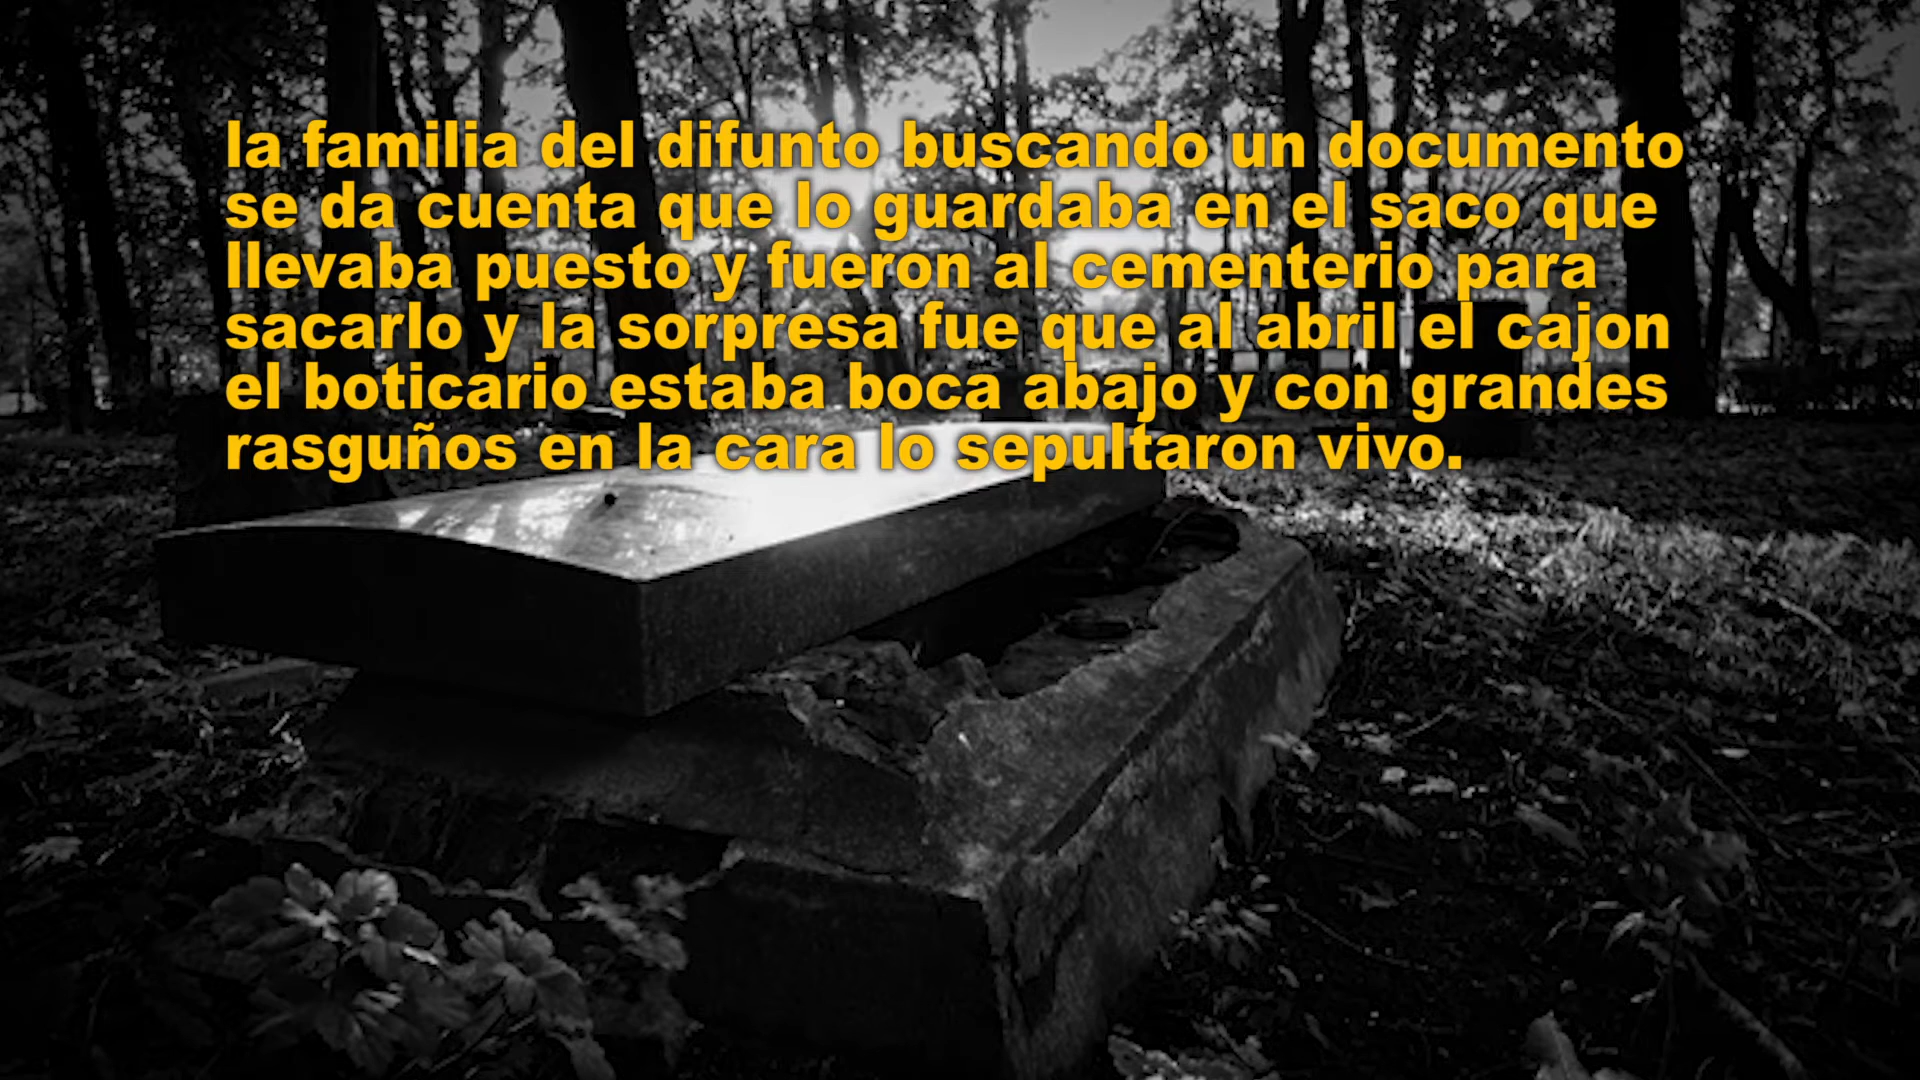 la familia del difunto buscando un documento
se da cuenta que lo guardaba en el saco que
llevaba puesto y fueron al cementerio para
sacarlo y la sorpresa fue que al abril el cajon
el boticario estaba boca abajo y con grandes
rasguños en la cara lo sepultaron vivo.